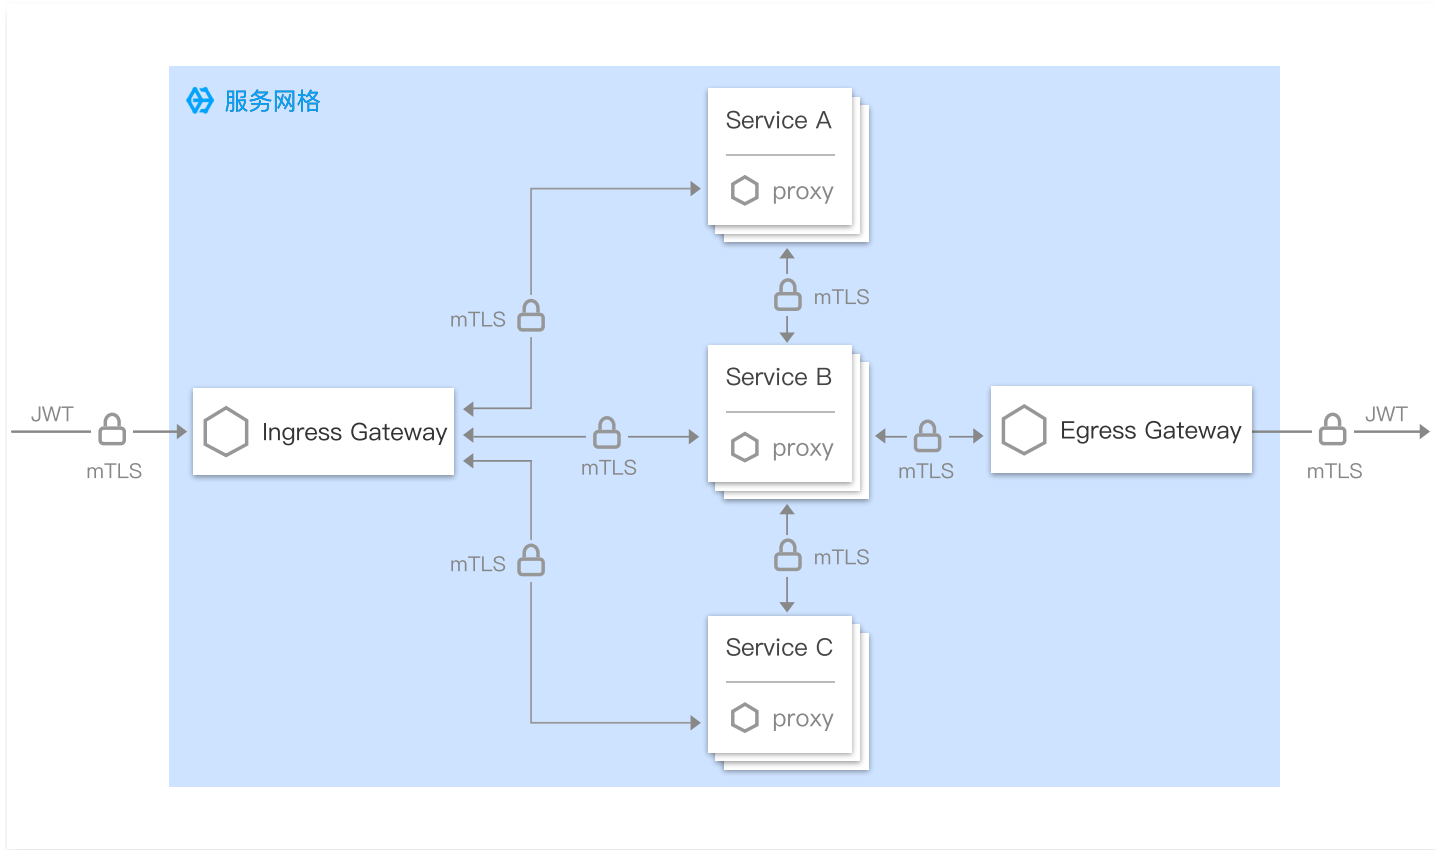 服务网格
Service A
proxy
mTLS
mTLS
Service B
proxy
JWT
mTLS
Ingress Gateway
mTLS
mTLS
Egress Gateway
JWT
mTLS
mTLS
mTLS
Service C
proxy